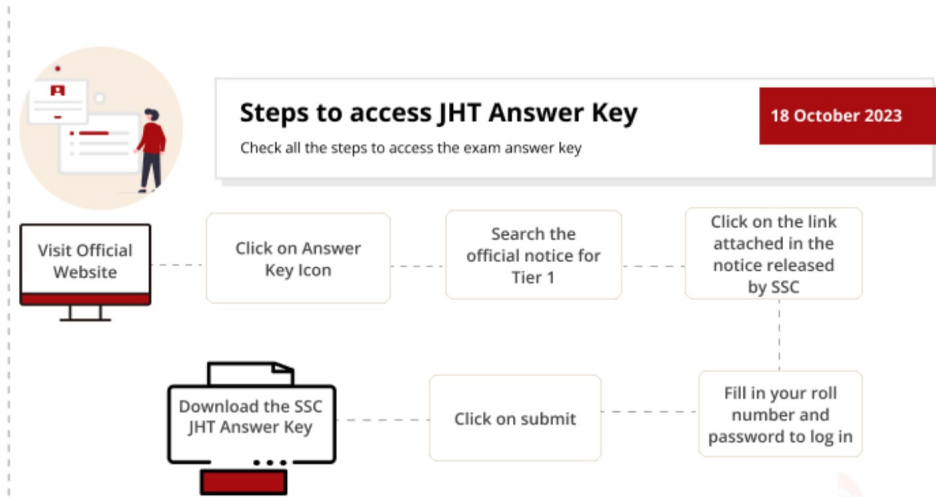 Steps to access JHT Answer Key
18 October 2023
Check all the steps to access the exam answer key
Visit Official
Website
Click on Answer
Key Icon
Search the
official notice for
Tier 1
Click on the link
attached in the
notice released
by SSC
Fill in your roll
number and
password to log in
Click on submit
Download the SSC
JHT Answer Key